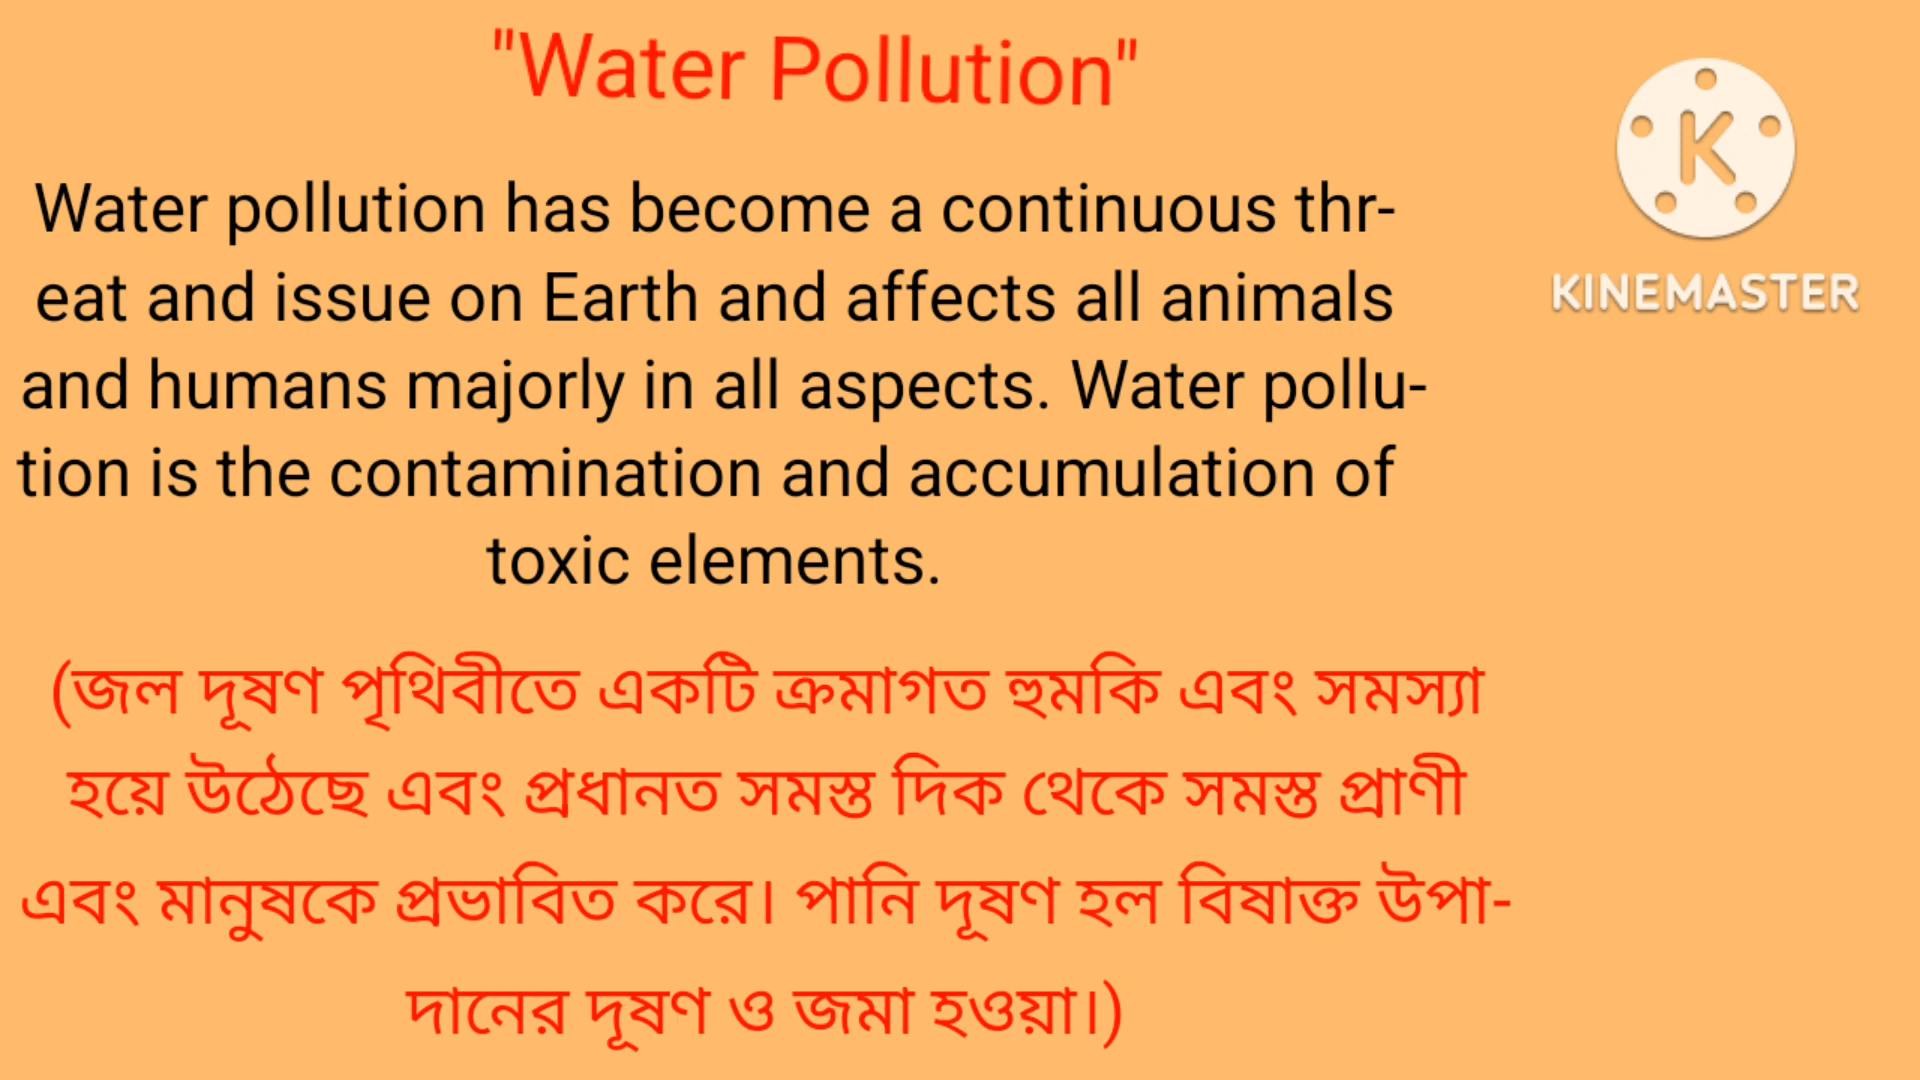 "Water Pollution"
Water pollution has become a continuous thr-
eat and issue on Earth and affects all animals
and humans majorly in all aspects. Water pollu-
tion is the contamination and accumulation of
toxic elements.
(জল দূষণ পৃথিবীতে একটি ক্রমাগত হুমকি এবং সমস্যা
হয়ে উঠেছে এবং প্রধানত সমস্ত দিক থেকে সমস্ত প্রাণী
এবং মানুষকে প্রভাবিত করে। পানি দূষণ হল বিষাক্ত উপা-
দানের দূষণ ও জমা হওয়া।)
K
KINEMASTER